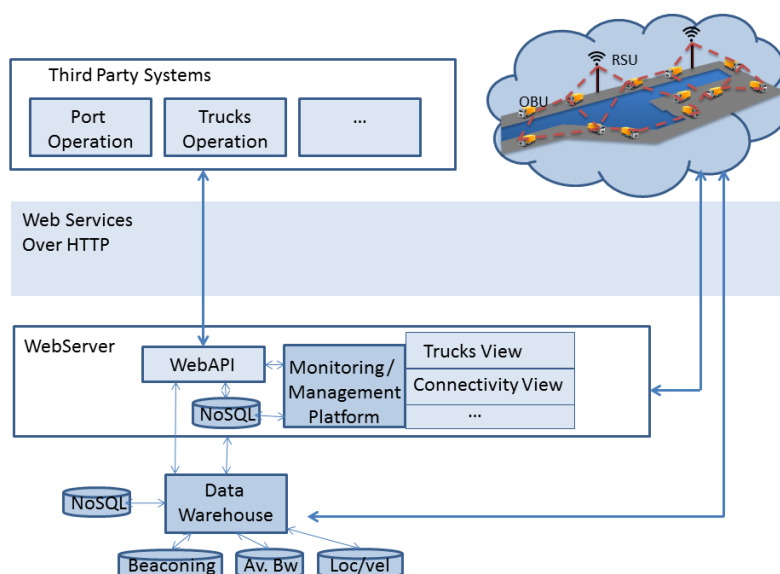 Third Party Systems
Port
Operation
Trucks
Operation
...
RSU
OBU
Web Services
Over HTTP
WebServer
WebAPI
NoSQL
Monitoring/
Management
Platform
Trucks View
Connectivity View
...
NoSQL
Data
Warehouse
Beaconing
Av. Bw
Loc/vel